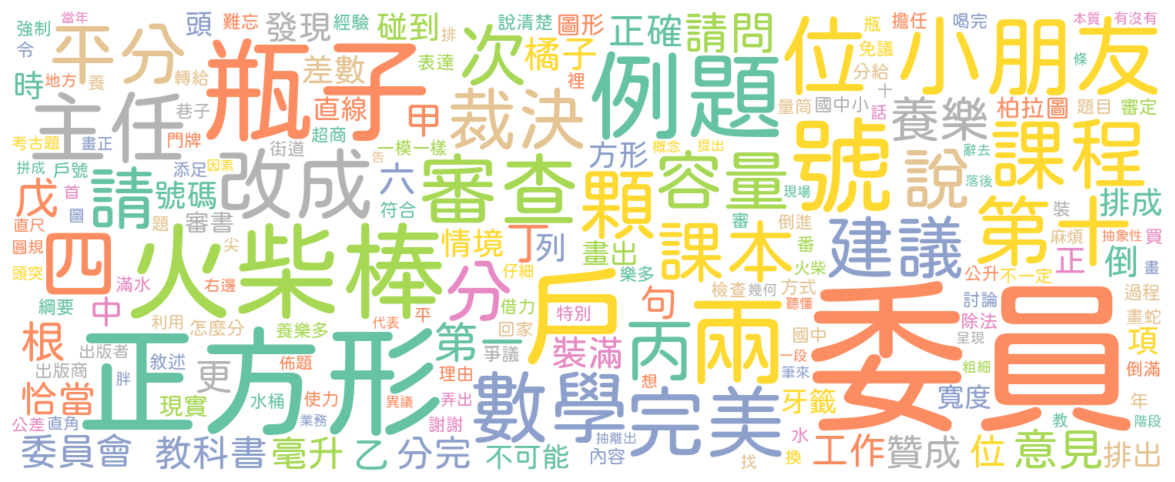 強制
當年
難忘
經驗
排
說清楚
圖形
正確
請問
位
小朋友
瓶
擔任
喝完
本質
有沒有
令
平分
頭
發現
碰到
次
橘子
例題
免議
分給
條
時
地方
養
轉給
瓶子
差數
表達
裡
十
主任
巷子
直線
甲
裁決
量筒
國中小
話
養樂
柏拉圖
題目
審定
考古題
畫正
門牌
超商
號
課程
拼成
戶號
添足
因素
改成
街道
一模一樣
方形
概念
提出
辭去
戊
首
請
號碼
告
六
審查
顆
容量
現場
說
落後
排成
直尺
圖
題
審書
符合
倒進
第十
裝
圓規
四
火柴棒
尖
情境
丁
列
畫出
課本
番
建議
麻煩
抽象性
買
頭突
滿水
右邊
仔細
樂多
火柴
公升
不一定
正
倒
畫
綱要
中
分
戶
句
檢查
幾何
方式
聽懂
兩
委員
討論
過程
利用
怎麼分
養樂多
代表
平
借力
回家
特別
國中
除法
呈現
畫蛇
根
出版者
正方形
第一
爭議
裝滿
丙
一段
項
出版商
敘述
佈題
更
理由
想
筆來
粗細
倒滿
恰當
胖
現實
水桶
使力
異議
弄出
數學
完美
牙籤
寬度
年
公差
直角
業務
謝謝
教
階段
委員會
教科書
毫升
乙
分完
不可能
抽離出
內容
找
水
換
工作
贊成
位
意見
排出